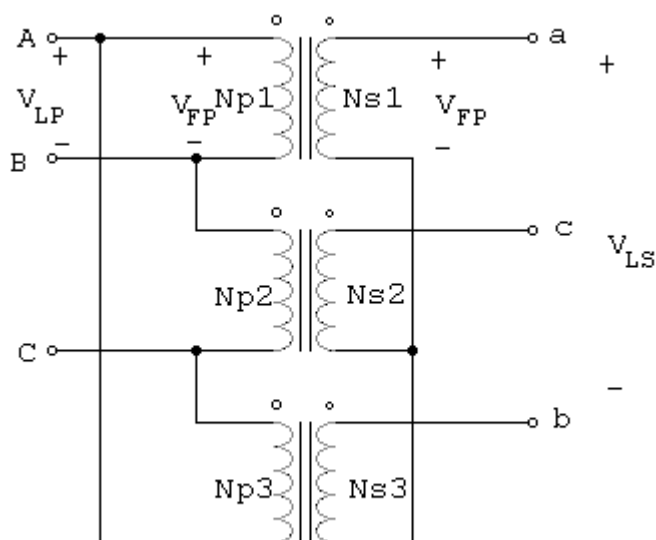 A
+
+
+
a
+
V LP
V FP
Np1
Ns1
V FP
-
-
-
B
c
V LS
Np2
Ns2
C
-
b
Np3
Ns3